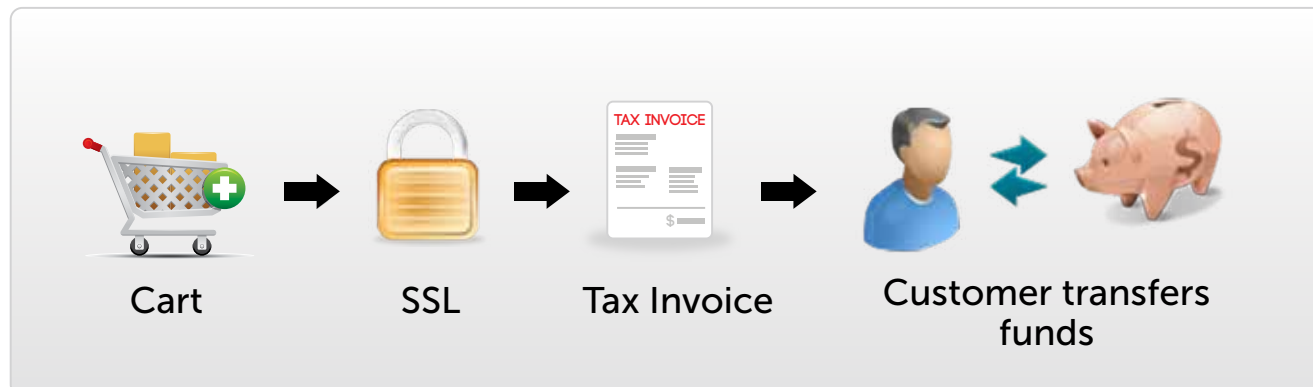 TAX INVOICE
$
$
Cart
SSL
Tax Invoice
Customer transfers
funds